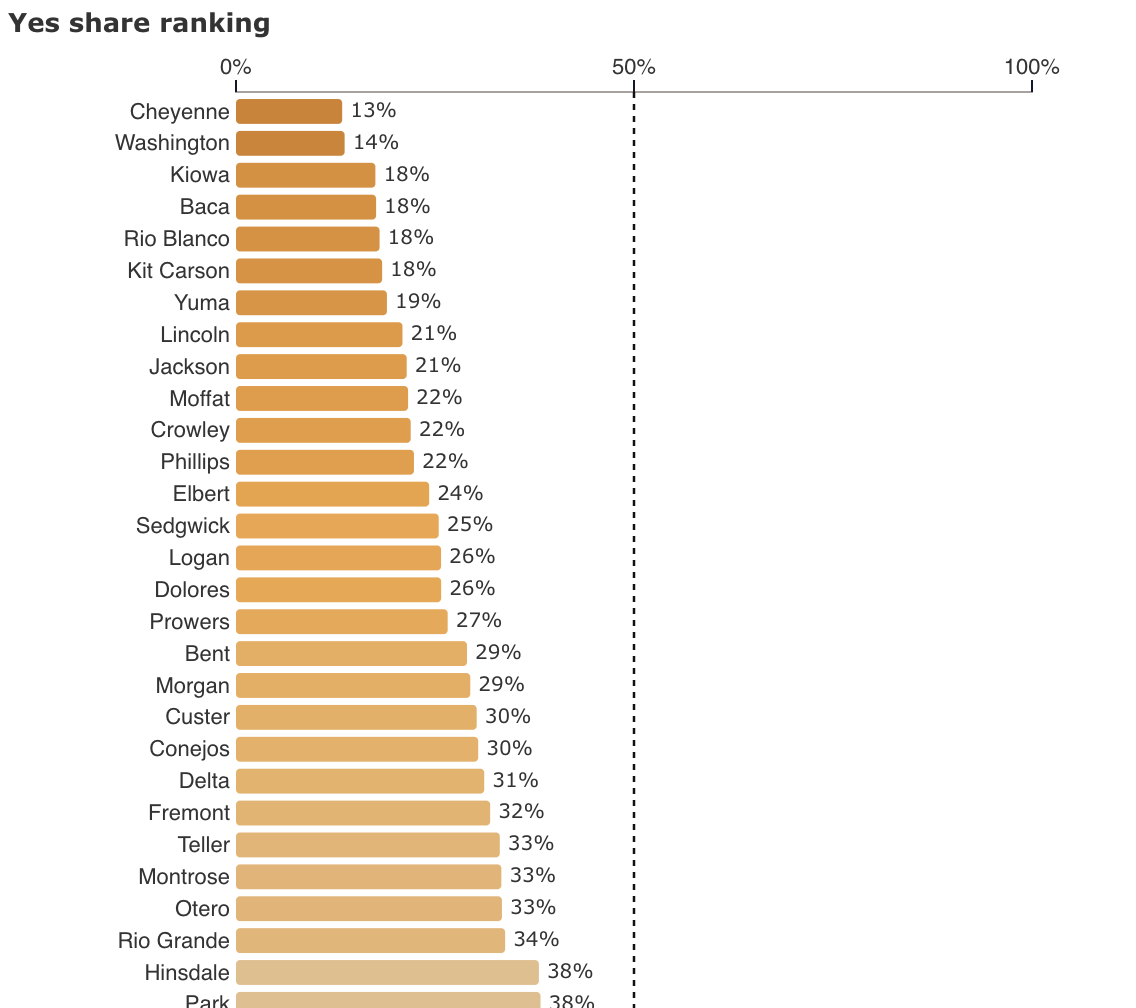 Yes share ranking
0% 50% 100%
Cheyenne 13%
Washington 14%
Kiowa 18%
Baca 18%
Rio Blanco 18%
Kit Carson 18%
Yuma 19%
Lincoln 21%
Jackson 21%
Moffat 22%
Crowley 22%
Phillips 22%
Elbert 24%
Sedgwick 25%
Logan 26%
Dolores 26%
Prowers 27%
Bent 29%
Morgan 29%
Custer 30%
Conejos 30%
Delta 31%
Fremont 32%
Teller 33%
Montrose 33%
Otero 33%
Rio Grande 34%
Hinsdale 38%
Park 38%